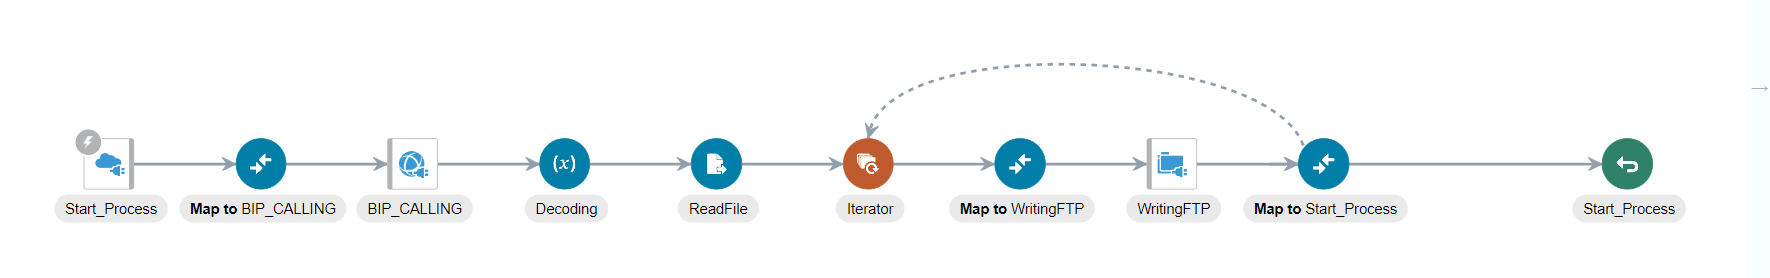 Start_Process
Map to BIP_CALLING
BIP_CALLING
(x)
Decoding
ReadFile
Iterator
Map to WritingFTP
WritingFTP
Map to Start_Process
Start_Process